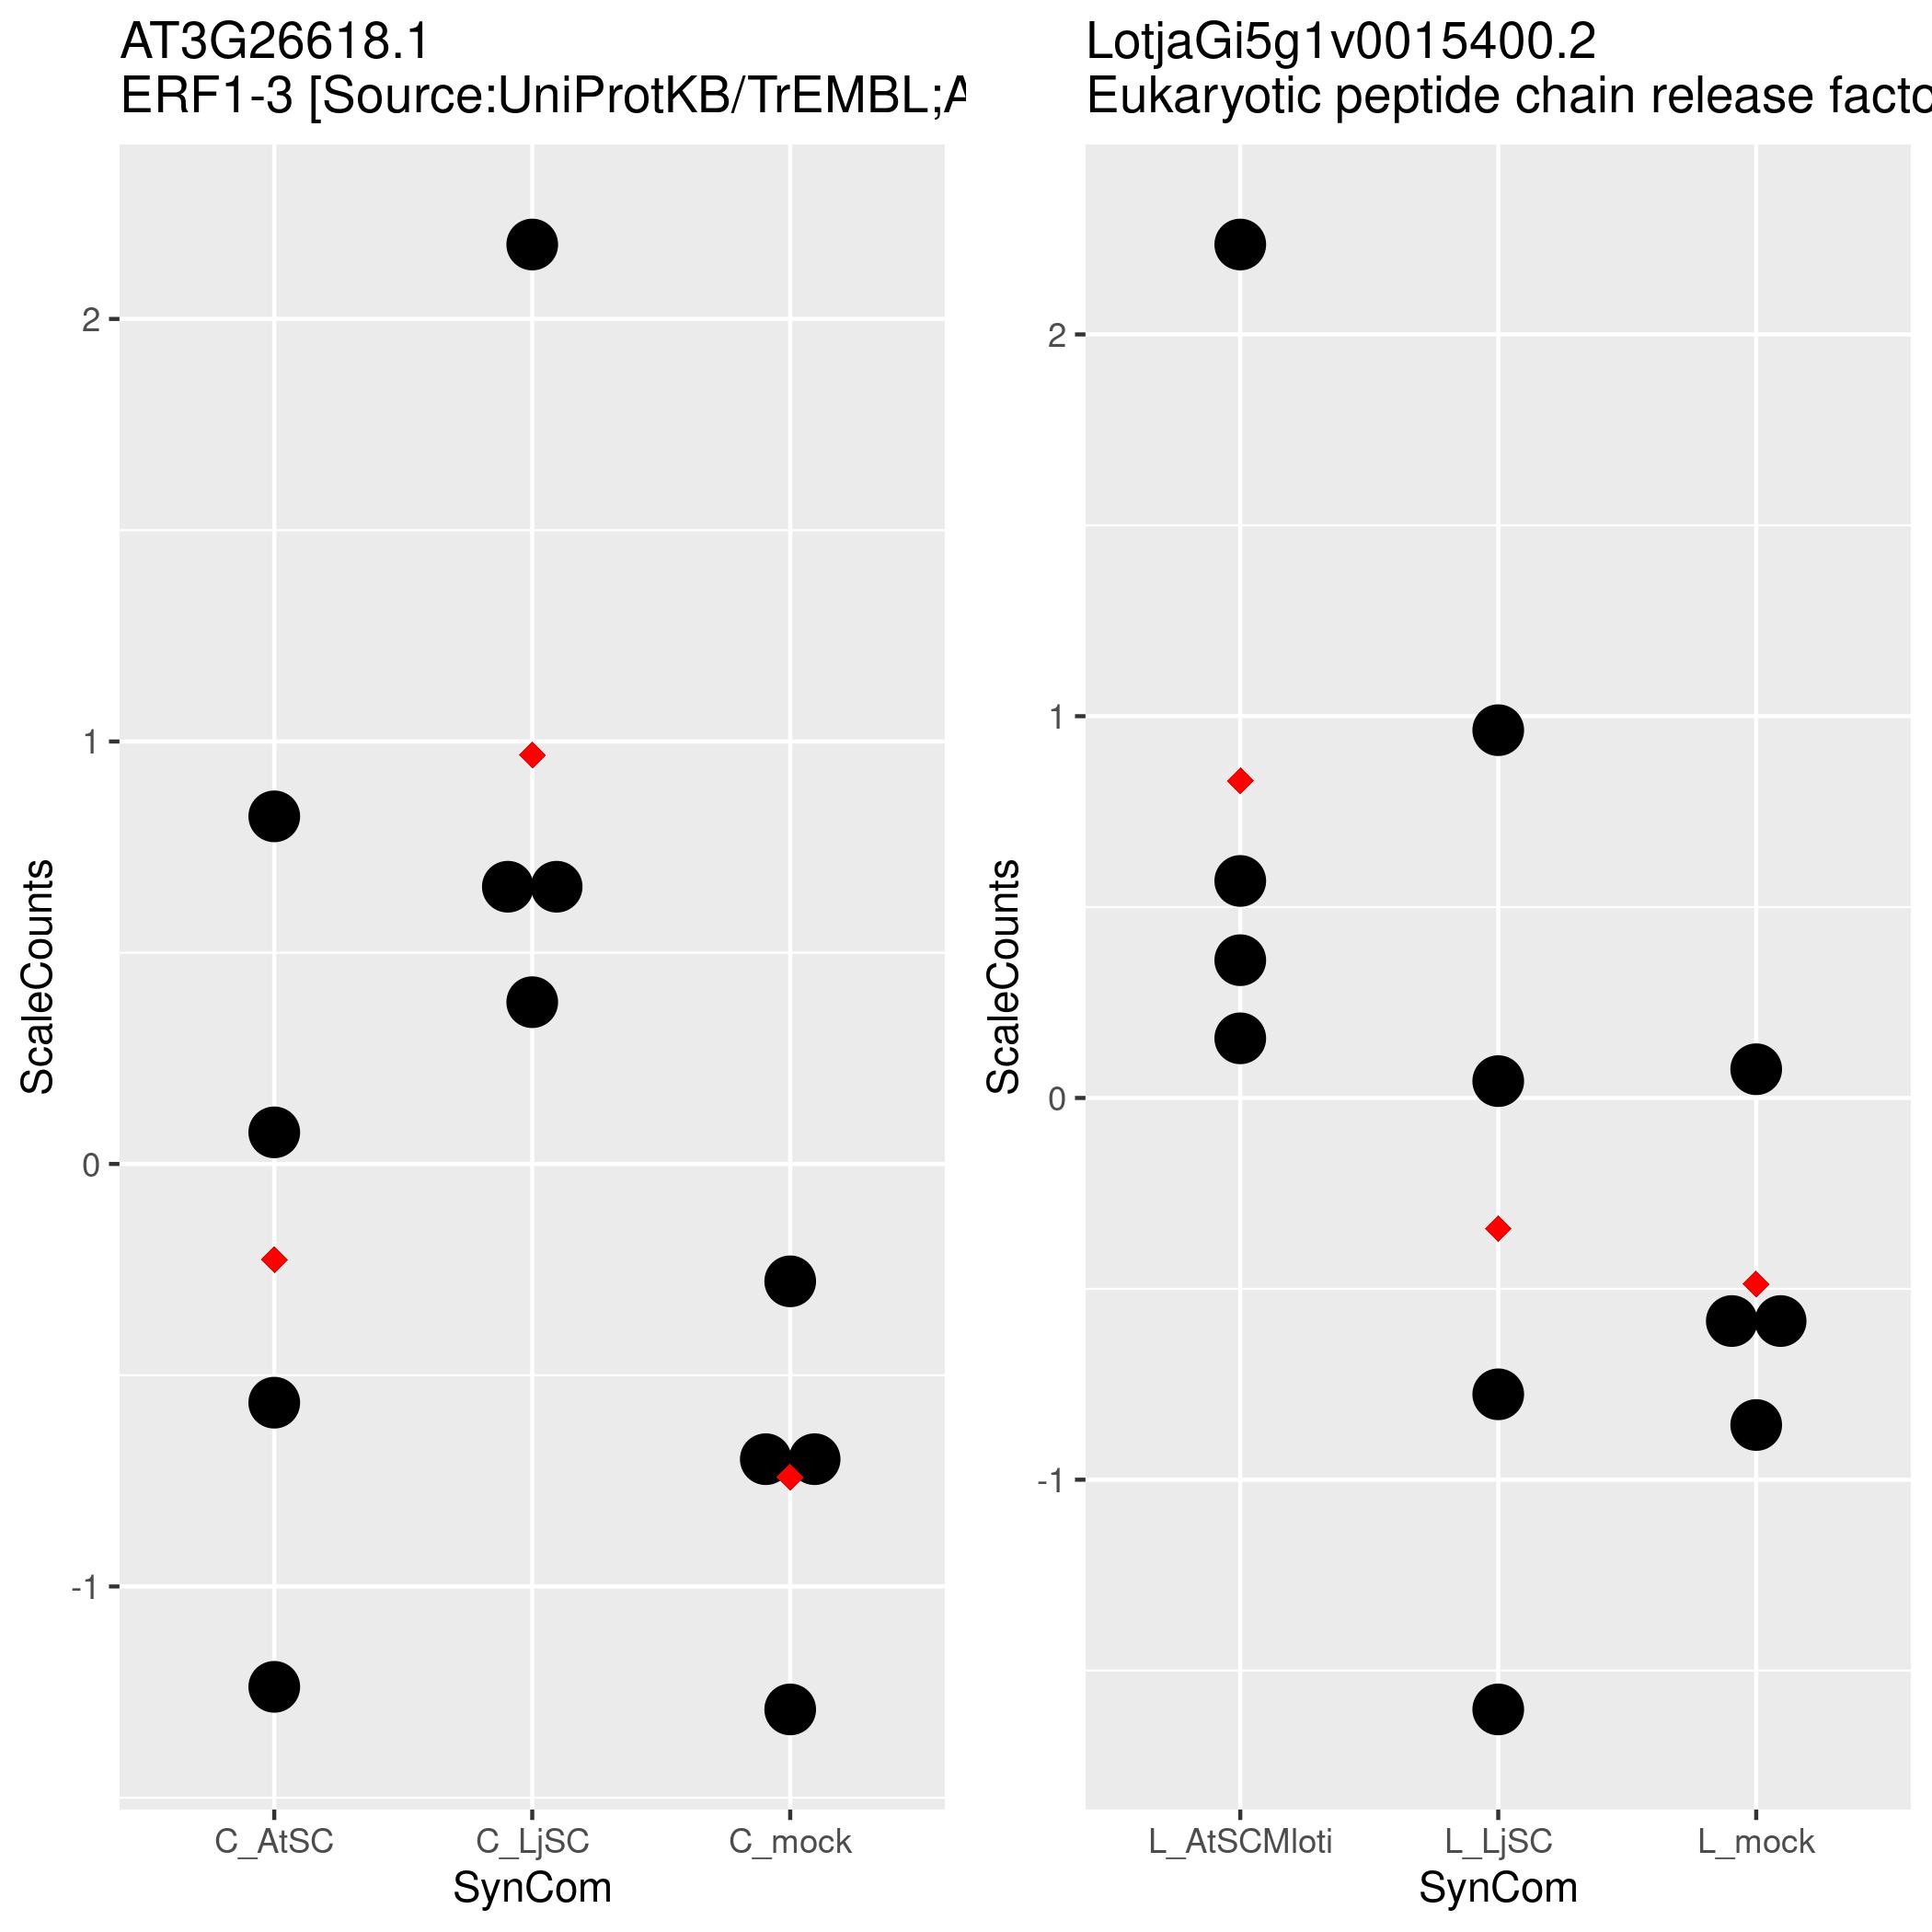 AT3G26618.1
ERF1-3 [Source:UniProtKB/TrEMBL;A
ScaleCounts
2
1
0
-1
C_AtSC
C_LjSC
C_mock
SynCom
LotjaGi5g1v0015400.2
Eukaryotic peptide chain release facto
ScaleCounts
2
1
0
-1
L_AtSCMloti
L_LjSC
L_mock
SynCom